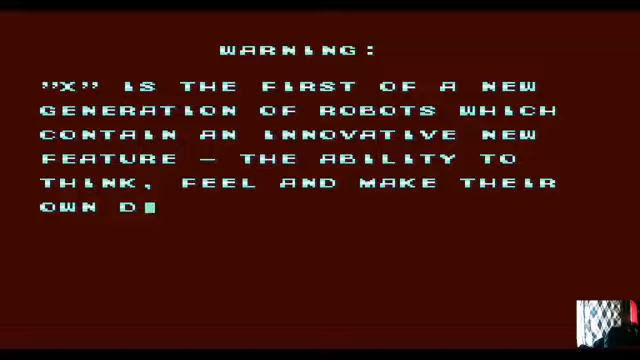 WARNING:
"X" IS THE FIRST OF A NEW
GENERATION OF ROBOTS WHICH
CONTAIN AN INNOVATIVE NEW
FEATURE - THE ABILITY TO
THINK, FEEL AND MAKE THEIR
OWN D